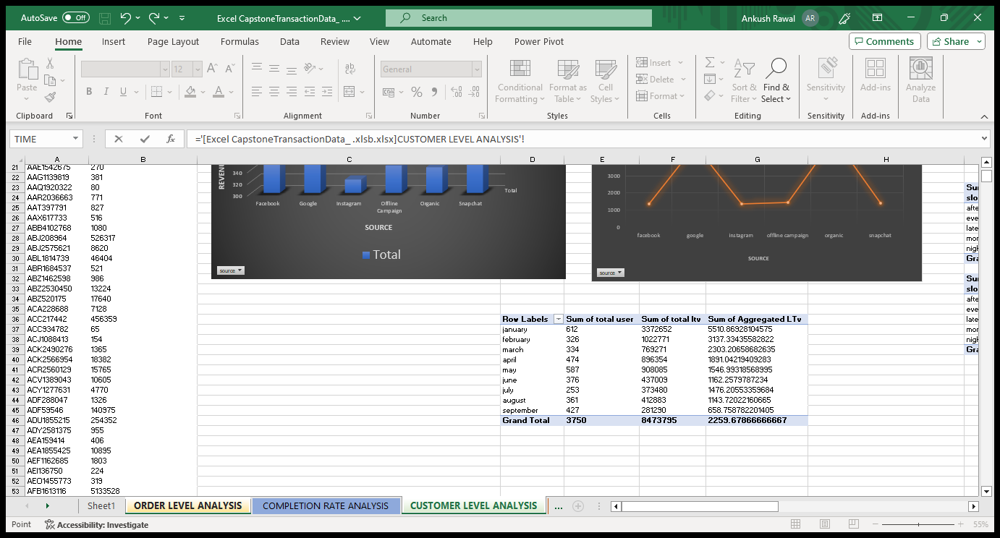 AutoSave Off Excel CapstoneTransactionData_ .... Search Ankush Rawal AR
File Home Insert Page Layout Formulas Data Review View Automate Help Power Pivot Comments Share
Paste
12
General
Conditional Formatting
Format as Table
Cell Styles
Insert
Delete
Format
Sort & Filter
Find & Select
Sensitivity
Add-ins
Analyze Data
Clipboard Font Alignment Number Styles Cells Editing Sensitivity Add-ins
TIME fx ='[Excel CapstoneTransactionData_ .xlsb.xlsx]CUSTOMER LEVEL ANALYSIS'!
A B C D E F G H
21 AAE1542675 270
22 AAG1139819 381
23 AAQ1920322 80
24 AAR2036663 771
25 AAT397791 827
26 AAX617733 516
27 ABB4102768 1080
28 ABJ208964 526317
29 ABJ2575621 8620
30 ABL1814739 46404
31 ABR1684537 521
32 ABZ1462598 986
33 ABZ2530450 13224
34 ABZ520175 17640
35 ACA228688 7128
36 ACC217442 456359
37 ACC934782 65
38 ACJ1088413 154
39 ACK2490276 1365
40 ACK2566954 18382
41 ACR2560129 15765
42 ACV1389043 10605
43 ACY1277631 4770
44 ADF288047 1326
45 ADF59546 140975
46 ADU1855215 254352
47 ADY2581375 955
48 AEA159414 406
49 AEA1855425 10895
50 AEF1162685 1803
51 AEI136750 224
52 AEO1455773 319
53 AFB1613116 5133528
REVENU
340
320
300
Facebook Google Instagram Offline Campaign Organic Snapchat
Total
SOURCE
Total
source
3000
2000
1000
0
facebook google instagram offline campaign organic snapchat
SOURCE
source
Row Labels Sum of total user Sum of total ltv Sum of Aggregated LTv
january 612 3372652 5510.86928104575
february 326 1022771 3137.33435582822
march 334 769271 2303.20658682635
april 474 896354 1891.04219409283
may 587 908085 1546.99318568995
june 376 437009 1162.2579787234
july 253 373480 1476.20553359684
august 361 412883 1143.72022160665
september 427 281290 658.758782201405
Grand Total 3750 8473795 2259.67866666667
Su
slo
afte
eve
late
mor
nigh
Gra
Su
slo
afte
eve
late
mor
nigh
Gra
Sheet1 ORDER LEVEL ANALYSIS COMPLETION RATE ANALYSIS CUSTOMER LEVEL ANALYSIS ...
Point Accessibility: Investigate 55%